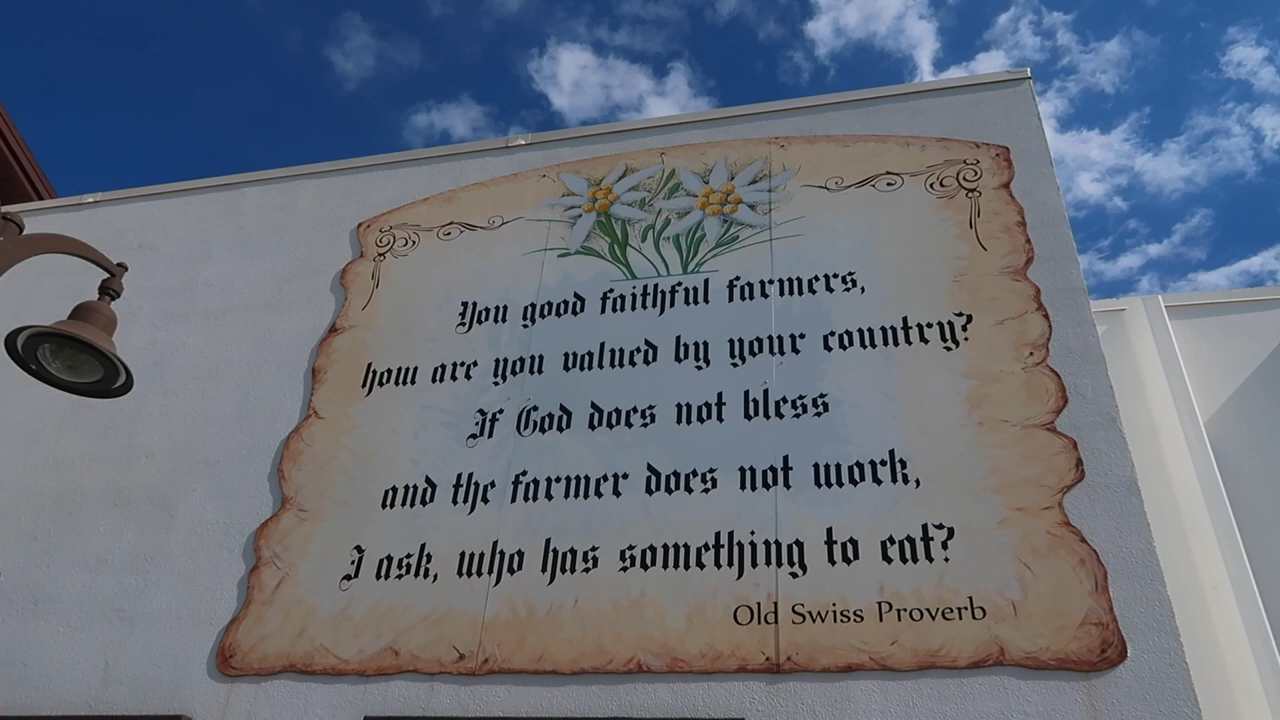 You good faithful farmers,
how are you valued by your country?
If God does not bless
and the farmer does not work,
I ask, who has something to eat?
Old Swiss Proverb